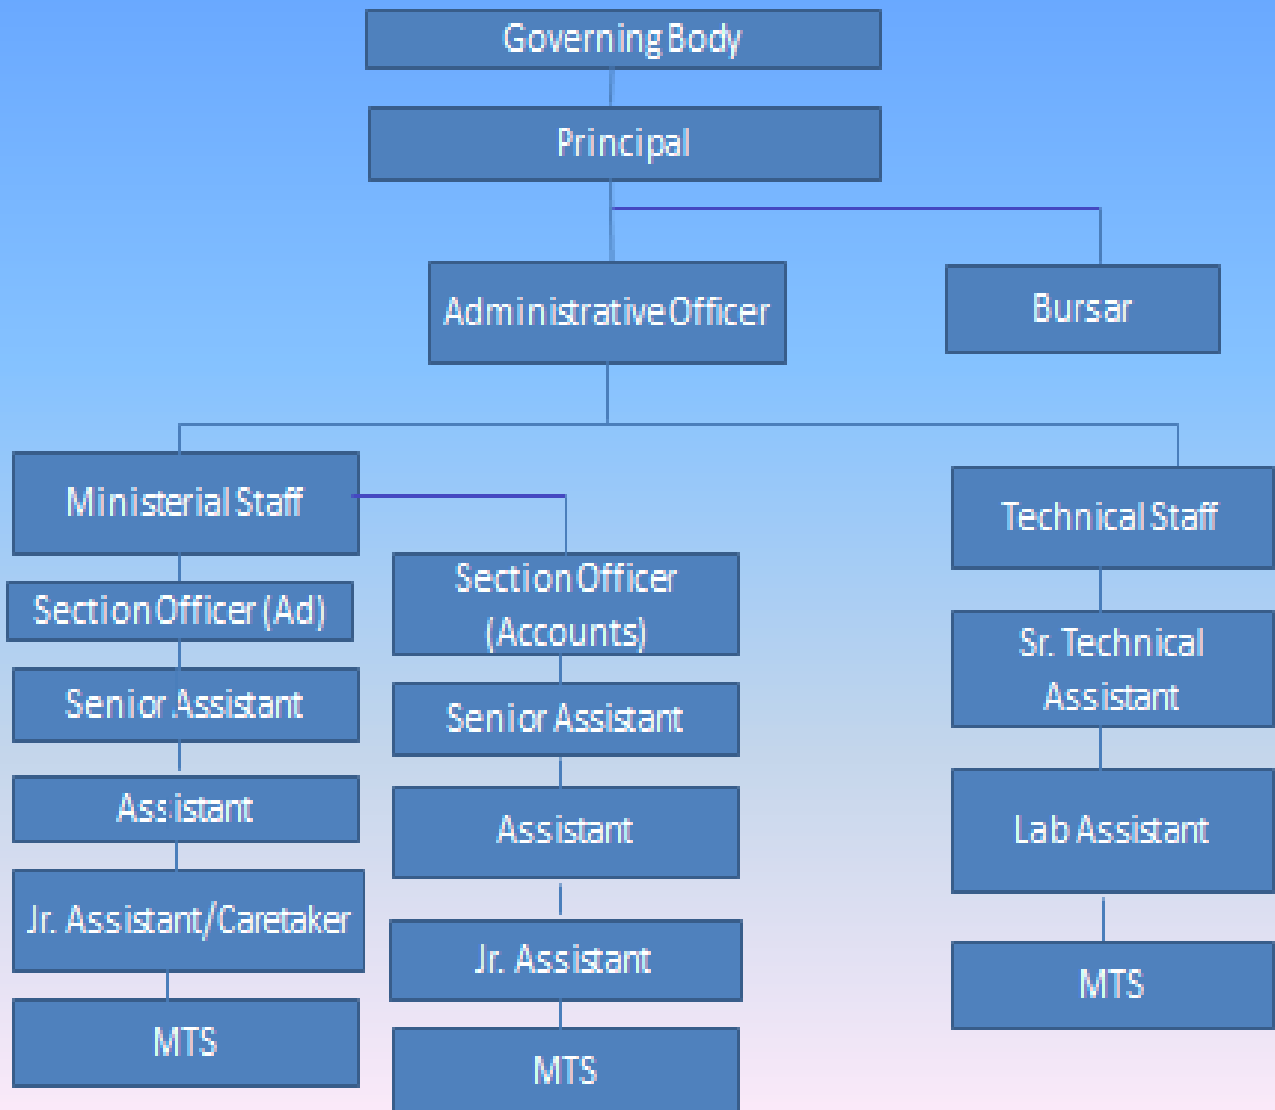 Governing Body
Principal
Administrative Officer
Bursar
Ministerial Staff
Section Officer (Ad)
Senior Assistant
Assistant
Jr. Assistant/Caretaker
MTS
Section Officer
(Accounts)
Senior Assistant
Assistant
Jr. Assistant
MTS
Technical Staff
Sr. Technical
Assistant
Lab Assistant
MTS